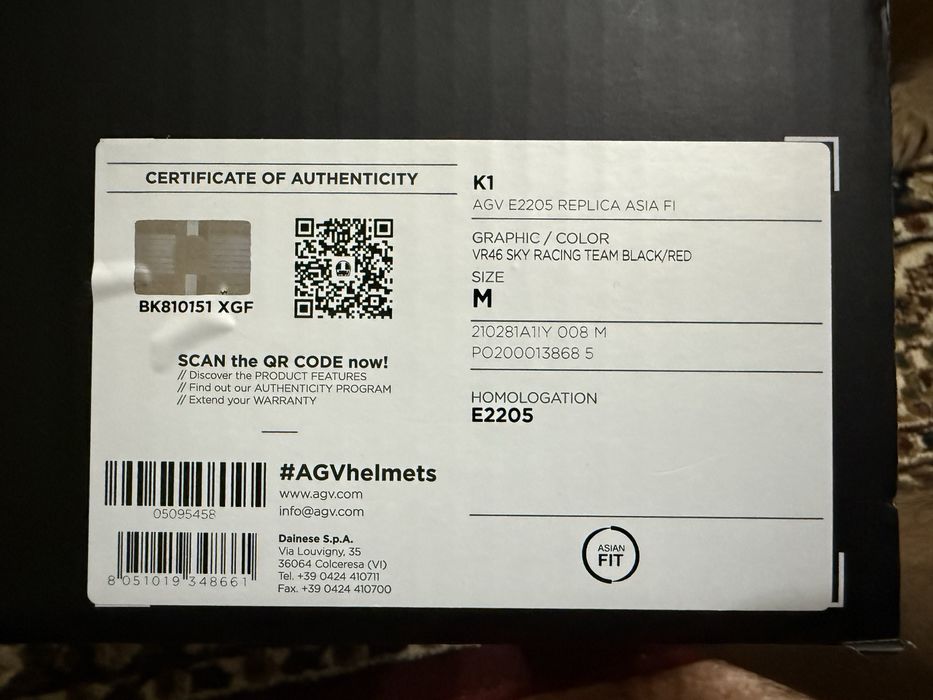 CERTIFICATE OF AUTHENTICITY
BK810151 XGF
SCAN the QR CODE now!
// Discover the PRODUCT FEATURES
// Find out our AUTHENTICITY PROGRAM
// Extend your WARRANTY
#AGVhelmets
www.agv.com
info@agv.com
05095458
Dainese S.p.A.
Via Louvigny, 35
36064 Colceresa (VI)
Tel. +39 0424 410711
Fax. +39 0424 410700
8 051019 348661
K1
AGV E2205 REPLICA ASIA FI
GRAPHIC / COLOR
VR46 SKY RACING TEAM BLACK/RED
SIZE
M
210281A1IY 008 M
PO200013868 5
HOMOLOGATION
E2205
ASIAN
FIT